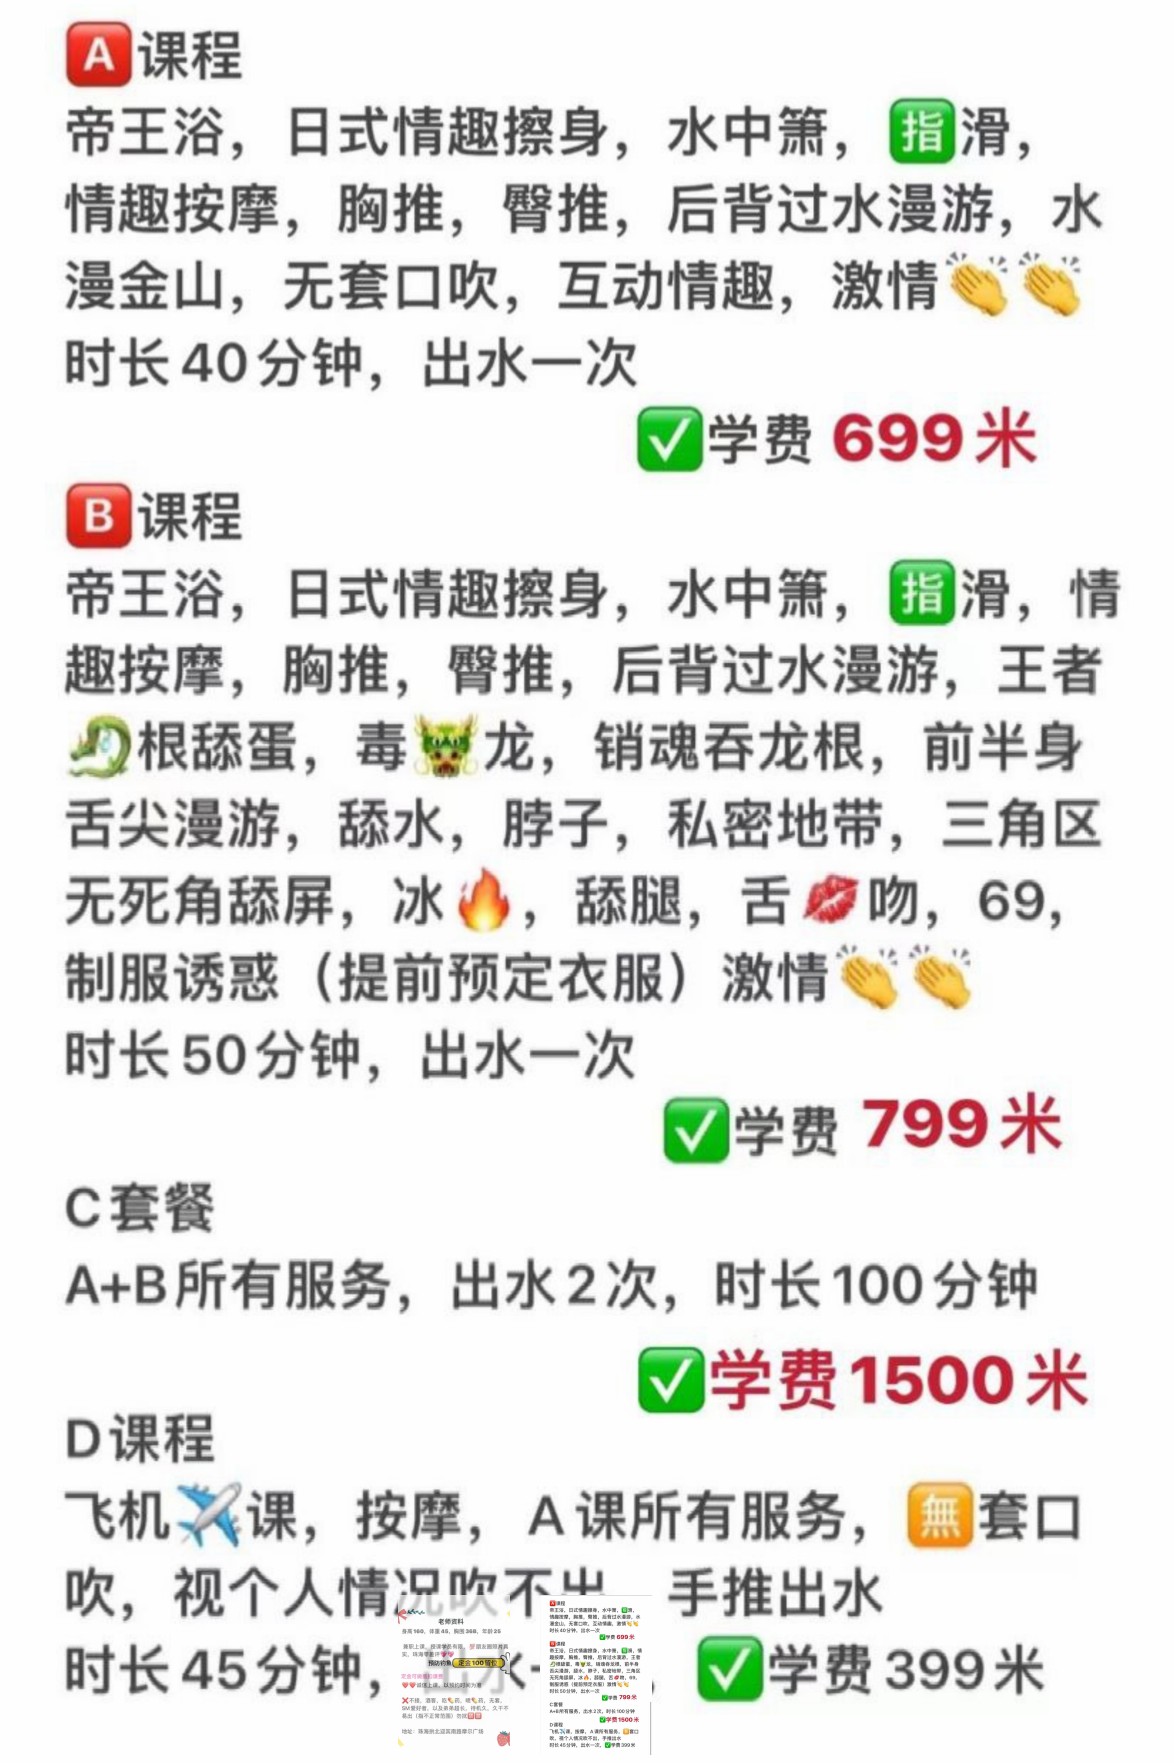 🅰课程
帝王浴，日式情趣擦身，水中箫，指滑，
情趣按摩，胸推，臀推，后背过水漫游，水
漫金山，无套口吹，互动情趣，激情👏👏
时长40分钟，出水一次
✅学费 699米
🅱课程
帝王浴，日式情趣擦身，水中箫，指滑，情
趣按摩，胸推，臀推，后背过水漫游，王者
🐉根舔蛋，毒🐲龙，销魂吞龙根，前半身
舌尖漫游，舔水，脖子，私密地带，三角区
无死角舔屏，冰🔥，舔腿，舌💋吻，69，
制服诱惑（提前预定衣服）激情👏👏
时长50分钟，出水一次
✅学费 799米
C套餐
A+B所有服务，出水2次，时长100分钟
✅学费1500米
D课程
飞机✈️课，按摩，A课所有服务，🈚套口
吹，视个人情况吹不出，手推出水
时长45分钟，
✅学费399米
老师资料